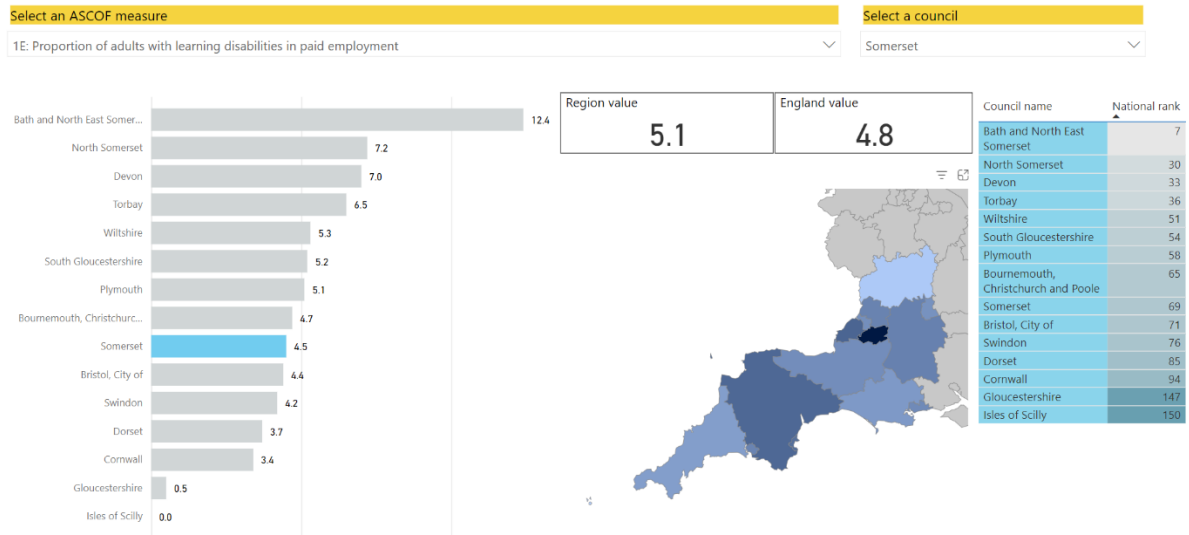 Select an ASCOF measure
Select a council
1E: Proportion of adults with learning disabilities in paid employment
Somerset
Bath and North East Somer... 12.4
North Somerset 7.2
Devon 7.0
Torbay 6.5
Wiltshire 5.3
South Gloucestershire 5.2
Plymouth 5.1
Bournemouth, Christchurc... 4.7
Somerset 4.5
Bristol, City of 4.4
Swindon 4.2
Dorset 3.7
Cornwall 3.4
Gloucestershire 0.5
Isles of Scilly 0.0
Region value
5.1
England value
4.8
Council name National rank
Bath and North East 7
Somerset
North Somerset 30
Devon 33
Torbay 36
Wiltshire 51
South Gloucestershire 54
Plymouth 58
Bournemouth, 65
Christchurch and Poole
Somerset 69
Bristol, City of 71
Swindon 76
Dorset 85
Cornwall 94
Gloucestershire 147
Isles of Scilly 150